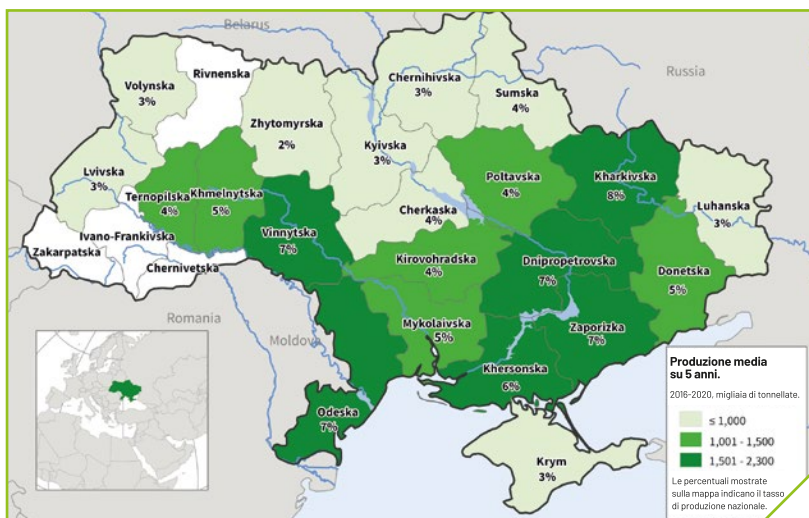 Belarus
Russia
Rivnenska
Volynska
3%
Chernihivska
3%
Sumska
4%
Zhytomyrska
2%
Kyivska
3%
Lvivska
3%
Ternopilska
4%
Khmelnytska
5%
Poltavska
4%
Kharkivska
8%
Luhanska
3%
Cherkaska
4%
Ivano-Frankivska
Zakarpatska
Chernivetska
Vinnytska
7%
Kirovohradska
4%
Dnipropetrovska
7%
Donetska
5%
Romania
Moldova
Mykolaivska
5%
Zaporizka
7%
Khersonska
6%
Odeska
7%
Krym
3%
Produzione media
su 5 anni.
2016-2020, migliaia di tonnellate.
≤ 1,000
1,001 - 1,500
1,501 - 2,300
Le percentuali mostrate
sulla mappa indicano il tasso
di produzione nazionale.